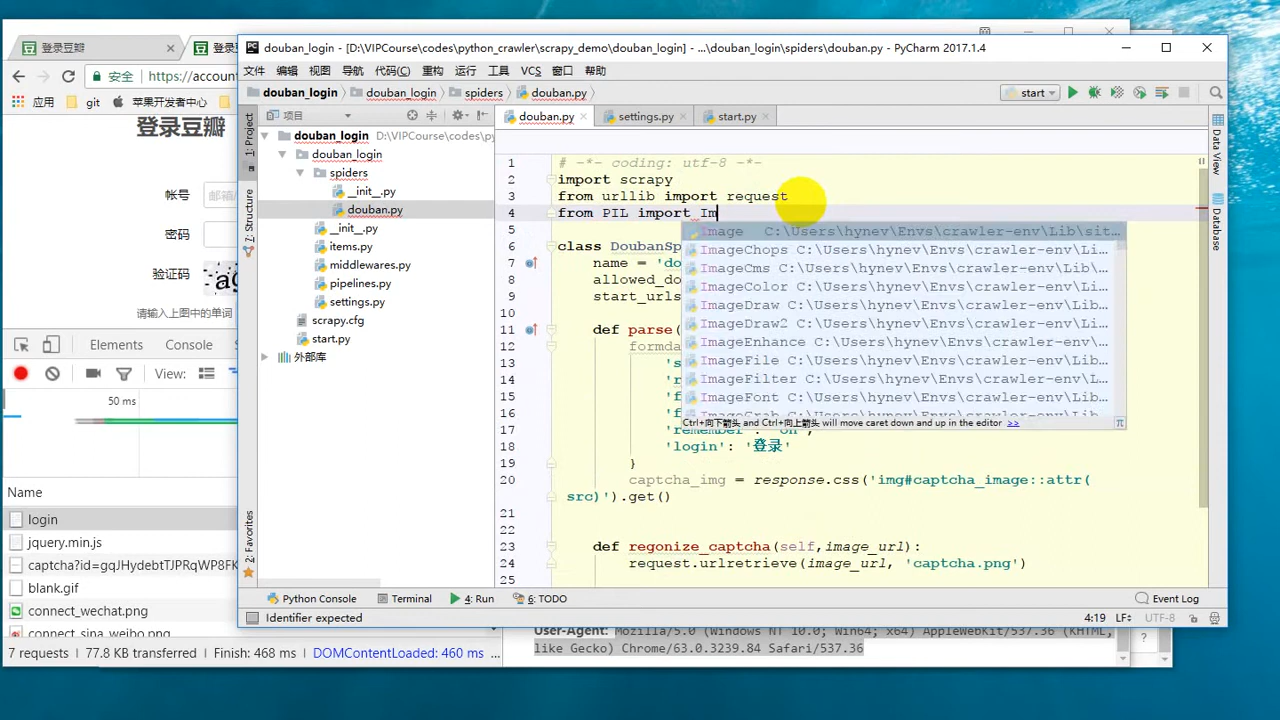 登录豆瓣
登录豆
安全 https://account
应用 git 苹果开发者中心
登录豆瓣
帐号 邮箱
密码
验证码
请输入上图中的单词
Elements Console
View:
50 ms
Name
login
jquery.min.js
captcha?id=gqJHydebtTJPRqWP8FK
blank.gif
connect_wechat.png
connect_sina_weibo.png
7 requests 77.8 KB transferred Finish: 468 ms DOMContentLoaded: 460 ms
douban_login - [D:\VIPCourse\codes\python_crawler\scrapy_demo\douban_login] - ...\douban_login\spiders\douban.py - PyCharm 2017.1.4
文件 编辑 视图 导航 代码(C) 重构 运行 工具 VCS 窗口 帮助
douban_login douban_login spiders douban.py start
1: Project
Z: Structure
2: Favorites
项目
douban_login D:\VIPCourse\codes\py
douban_login
spiders
__init__.py
douban.py
__init__.py
items.py
middlewares.py
pipelines.py
settings.py
scrapy.cfg
start.py
外部库
douban.py settings.py start.py
1 # -*- coding: utf-8 -*-
2 import scrapy
3 from urllib import request
4 from PIL import Im
5
6 class DoubanSp
7 name = 'do
8 allowed_do
9 start_urls
10
11 def parse(
12 formda
13 's
14 'r
15 'f
16 'f
17 'remember': 'on',
18 'login': '登录'
19 }
20 captcha_img = response.css('img#captcha_image::attr(
src)').get()
21
22
23 def regonize_captcha(self,image_url):
24 request.urlretrieve(image_url, 'captcha.png')
25
Image C:\Users\hynev\Envs\crawler-env\Lib\sit...
ImageChops C:\Users\hynev\Envs\crawler-env\Li...
ImageCms C:\Users\hynev\Envs\crawler-env\Lib\...
ImageColor C:\Users\hynev\Envs\crawler-env\Li...
ImageDraw C:\Users\hynev\Envs\crawler-env\Lib...
ImageDraw2 C:\Users\hynev\Envs\crawler-env\Li...
ImageEnhance C:\Users\hynev\Envs\crawler-env\...
ImageFile C:\Users\hynev\Envs\crawler-env\Lib...
ImageFilter C:\Users\hynev\Envs\crawler-env\L...
ImageFont C:\Users\hynev\Envs\crawler-env\Lib...
ImageGrab C:\Users\hynev\Envs\crawler-env\Lib
Ctrl+向下箭头 and Ctrl+向上箭头 will move caret down and up in the editor >>
Data View
Database
Python Console Terminal 4: Run 6: TODO Event Log
Identifier expected 4:19 LF UTF-8
User-Agent: Mozilla/5.0 (Windows NT 10.0; Win64; x64) AppleWebKit/537.36 (KHTML,
like Gecko) Chrome/63.0.3239.84 Safari/537.36